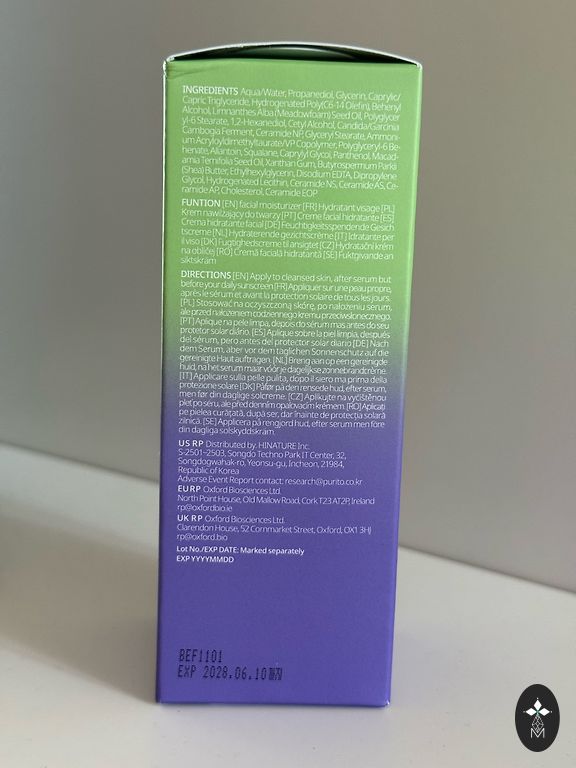 INGREDIENTS Aqua/Water, Propanediol, Glycerin, Caprylic/
Capric Triglyceride, Hydrogenated Poly(C6-14 Olefin), Behenyl
Alcohol, Limnanthes Alba (Meadowfoam) Seed Oil, Polyglycer
yl-6 Stearate, 1,2-Hexanediol, Cetyl Alcohol, Candida/Garcinia
Cambogia Ferment, Ceramide NP, Glyceryl Stearate, Ammoni-
um Acryloyldimethyltaurate/VP Copolymer, Polyglyceryl-6 Be-
henate, Allantoin, Squalane, Caprylyl Glycol, Panthenol, Macad-
amia Ternifolia Seed Oil, Xanthan Gum, Butyrospermum Parkii
(Shea) Butter, Ethylhexylglycerin, Disodium EDTA, Dipropylene
Glycol, Hydrogenated Lecithin, Ceramide NS, Ceramide AS, Ce-
ramide AP, Cholesterol, Ceramide EOP
FUNTION [EN] facial moisturizer [FR] Hydratant visage [PL]
Krem nawilżający do twarzy [PT] Creme facial hidratante [ES]
Crema hidratante facial [DE] Feuchtigkeitsspendende Gesich
tscreme [NL] Hydraterende gezichtscrème [IT] Idratante per
il viso [DK] Fugtighedscreme til ansigtet [CZ] Hydratační krém
na obličej [RO] Cremă facială hidratantă [SE] Fuktgivande an
siktskräm
DIRECTIONS [EN] Apply to cleansed skin, after serum but
before your daily sunscreen [FR] Appliquer sur une peau propre,
après le sérum et avant la protection solaire de tous les jours.
[PL] Stosować na oczyszczoną skórę, po nałożeniu serum,
ale przed nałożeniem codziennego kremu przeciwsłonecznego.
[PT] Aplique na pele limpa, depois do sérum mas antes do seu
protetor solar diário. [ES] Aplique sobre la piel limpia, después
del sérum, pero antes del protector solar diario [DE] Nach
dem Serum, aber vor dem täglichen Sonnenschutz auf die
gereinigte Haut auftragen. [NL] Breng aan op een gereinigde
huid, na het serum maar vóór je dagelijkse zonnebrandcrème.
[IT] Applicare sulla pelle pulita, dopo il siero ma prima della
protezione solare [DK] Påfør på den rensede hud, efter serum,
men før din daglige solcreme. [CZ] Aplikujte na vyčištěnou
pleť po séru, ale před denním opalovacím krémem. [RO] Aplicați
pe pielea curățată, după ser, dar înainte de protecția solară
zilnică. [SE] Applicera på rengjord hud, efter serum men före
din dagliga solskyddskräm.
US RP Distributed by. HINATURE Inc.
S-2501~2503, Songdo Techno Park IT Center, 32,
Songdogwahak-ro, Yeonsu-gu, Incheon, 21984,
Republic of Korea
Adverse Event Report contact: research@purito.co.kr
EU RP Oxford Biosciences Ltd.
North Point House, Old Mallow Road, Cork T23 AT2P, Ireland
rp@oxfordbio.ie
UK RP Oxford Biosciences Ltd.
Clarendon House, 52 Cornmarket Street, Oxford, OX1 3HJ
rp@oxford.bio
Lot No./EXP DATE: Marked separately
EXP YYYYMMDD
BEF1101
EXP 2028.06.10
M